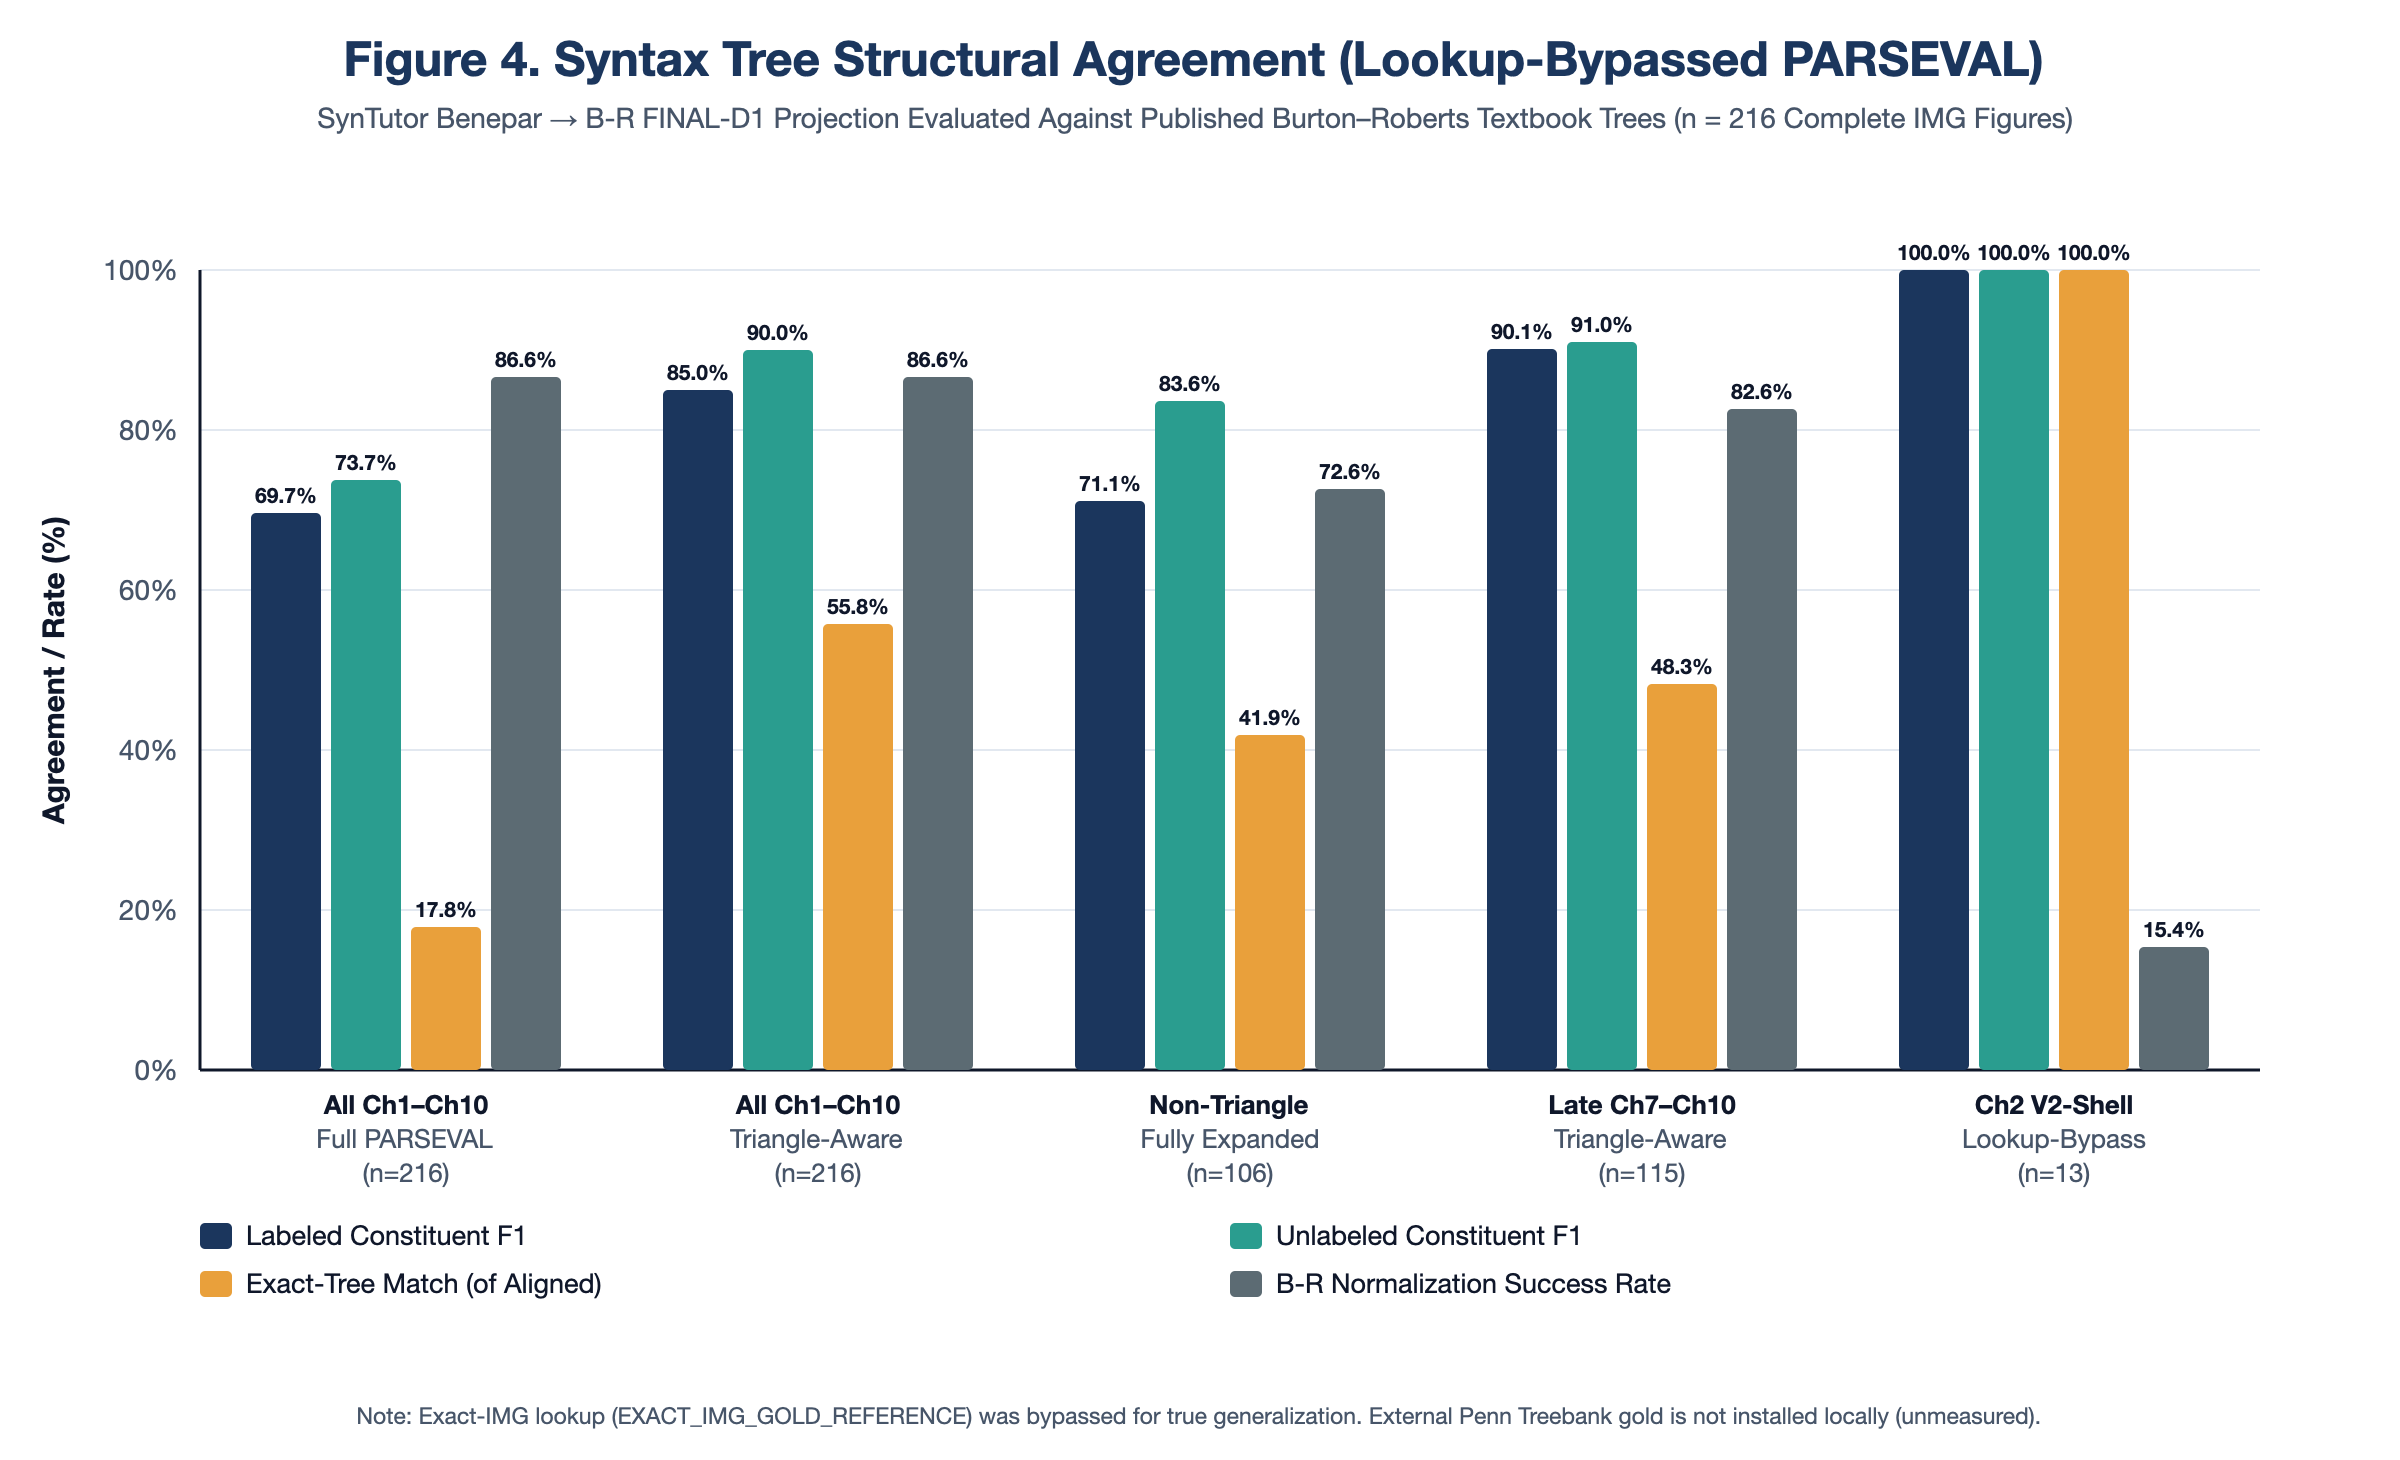 Figure 4. Syntax Tree Structural Agreement (Lookup-Bypassed PARSEVAL)
SynTutor Benepar → B-R FINAL-D1 Projection Evaluated Against Published Burton–Roberts Textbook Trees (n = 216 Complete IMG Figures)
Agreement / Rate (%)
100%
80%
60%
40%
20%
0%
69.7%
73.7%
17.8%
86.6%
85.0%
90.0%
55.8%
86.6%
71.1%
83.6%
41.9%
72.6%
90.1%
91.0%
48.3%
82.6%
100.0%
100.0%
100.0%
15.4%
All Ch1–Ch10
Full PARSEVAL
(n=216)
All Ch1–Ch10
Triangle-Aware
(n=216)
Non-Triangle
Fully Expanded
(n=106)
Late Ch7–Ch10
Triangle-Aware
(n=115)
Ch2 V2-Shell
Lookup-Bypass
(n=13)
Labeled Constituent F1
Unlabeled Constituent F1
Exact-Tree Match (of Aligned)
B-R Normalization Success Rate
Note: Exact-IMG lookup (EXACT_IMG_GOLD_REFERENCE) was bypassed for true generalization. External Penn Treebank gold is not installed locally (unmeasured).